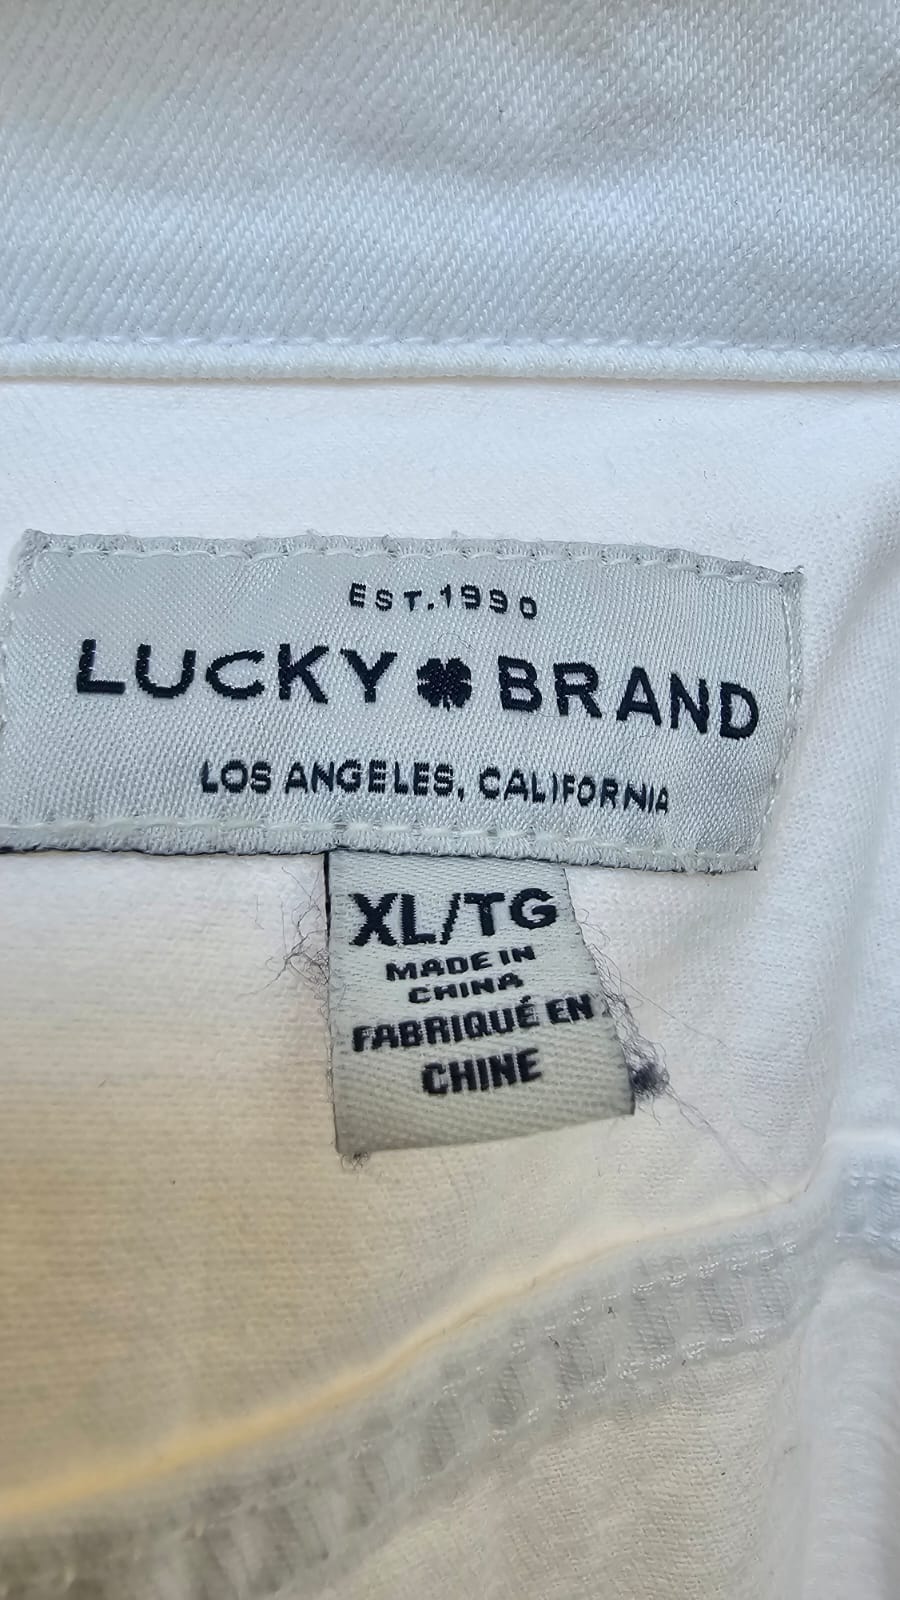 EST.1990
LUCKY BRAND
LOS ANGELES, CALIFORNIA
XL/TG
MADE IN
CHINA
FABRIQUÉ EN
CHINE